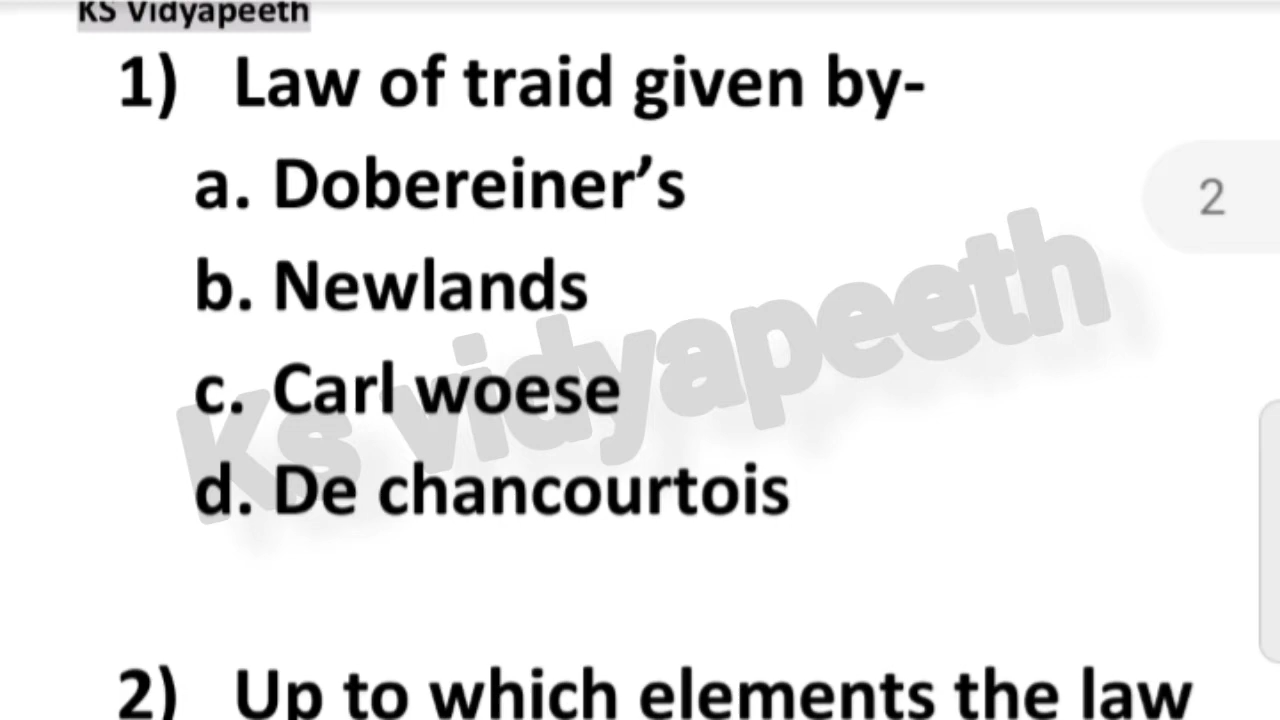 KS Vidyapeeth
1) Law of traid given by-
a. Dobereiner’s
2
b. Newlands
c. Carl woese
d. De chancourtois
Ks vidyapeeth
2) Up to which elements the law